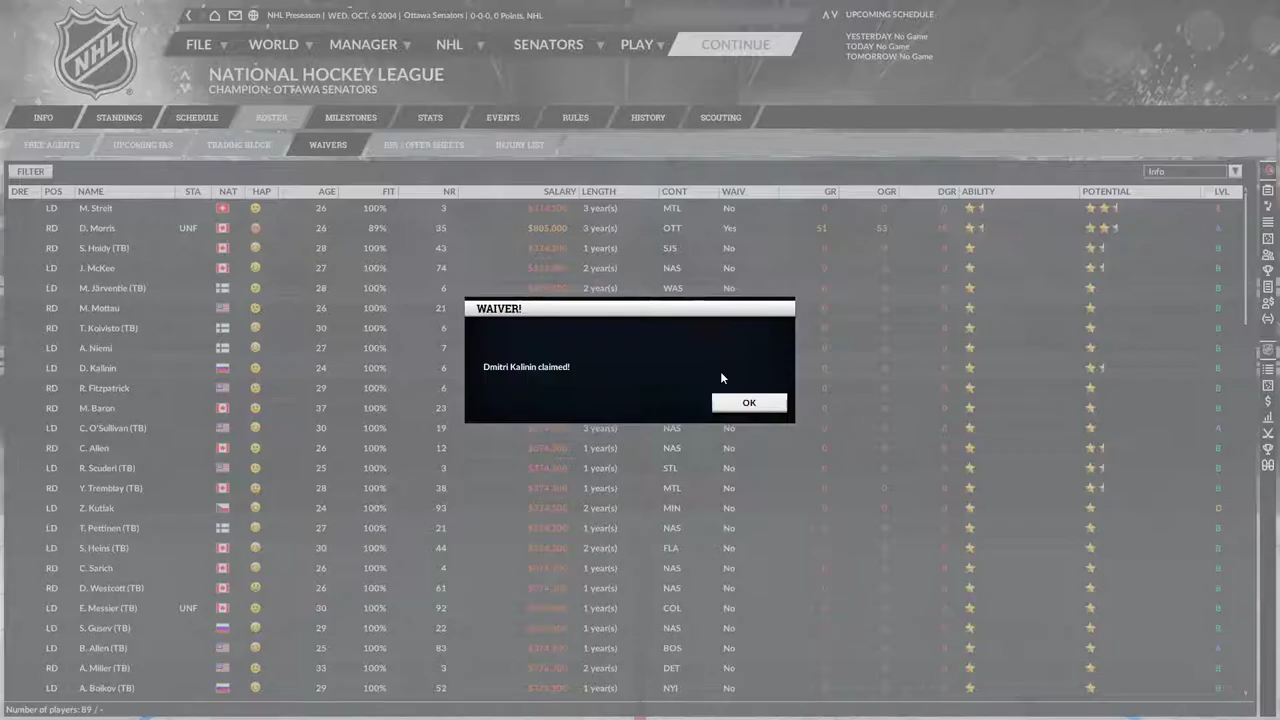 NHL Preseason | WED. OCT. 6 2004 | Ottawa Senators | 0-0-0, 0 Points, NHL
UPCOMING SCHEDULE
YESTERDAY No Game
TODAY No Game
TOMORROW No Game
FILE WORLD MANAGER NHL SENATORS PLAY CONTINUE
NHL
NATIONAL HOCKEY LEAGUE
CHAMPION: OTTAWA SENATORS
INFO STANDINGS SCHEDULE ROSTER MILESTONES STATS EVENTS RULES HISTORY SCOUTING
FREE AGENTS UPCOMING FAS TRADING BLOCK WAIVERS RFA | OFFER SHEETS INJURY LIST
FILTER Info
DRE POS NAME STA NAT HAP AGE FIT NR SALARY LENGTH CONT WAIV GR OGR DGR ABILITY POTENTIAL LVL
LD M. Streit 26 100% 3 3 year(s) MTL No
RD D. Morris UNF 26 89% 35 $805,000 3 year(s) OTT Yes 51 53
RD S. Hnidy (TB) 28 100% 43 1 year(s) SJS No
LD J. McKee 27 100% 74 2 year(s) NAS No
LD M. Järventie (TB) 28 100% 6 WAS No
RD M. Mottau 26 100% 21
RD T. Koivisto (TB) 30 100% 6
LD A. Niemi 27 100% 7
LD D. Kalinin 24 100% 6
RD R. Fitzpatrick 29 100% 6
RD M. Baron 37 100% 23
LD C. O'Sullivan (TB) 30 100% 19 3 year(s) NAS No
RD C. Allen 26 100% 12 1 year(s) NAS No
LD R. Scuderi (TB) 25 100% 3 1 year(s) STL No
RD Y. Tremblay (TB) 28 100% 38 1 year(s) MTL No
LD Z. Kutlak 24 100% 93 1 year(s) MIN No
LD T. Pettinen (TB) 27 100% 21 1 year(s) NAS No
RD S. Heins (TB) 30 100% 44 2 year(s) FLA No
RD C. Sarich 26 100% 4 1 year(s) NAS No
RD D. Westcott (TB) 26 100% 61 2 year(s) NAS No
LD E. Messier (TB) UNF 30 100% 92 1 year(s) COL No
LD S. Gusev (TB) 29 100% 22 1 year(s) NAS No
LD B. Allen (TB) 25 100% 83 1 year(s) BOS No
RD A. Miller (TB) 33 100% 3 2 year(s) DET No
LD A. Boikov (TB) 29 100% 52 1 year(s) NYI No
WAIVER!
Dmitri Kalinin claimed!
OK
Number of players: 89 / -